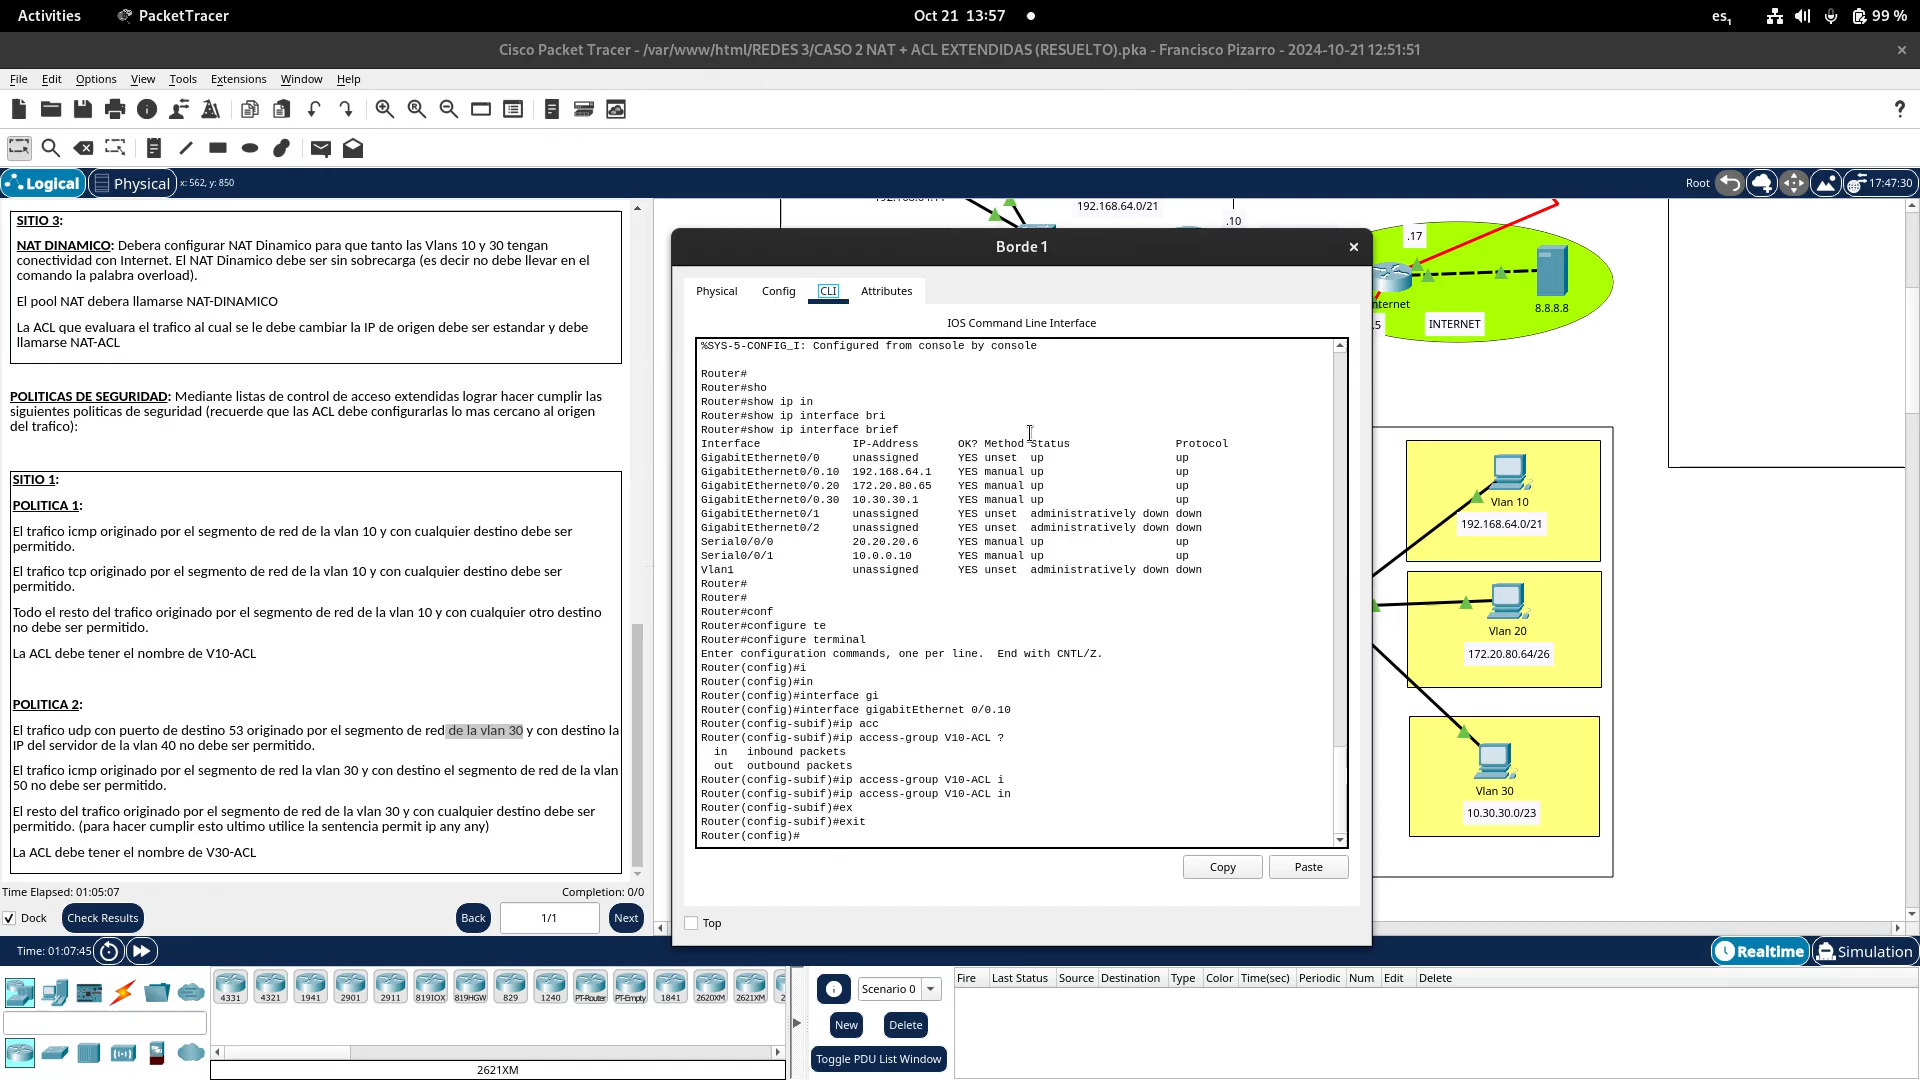 Activities
PacketTracer
Oct 21 13:57
es1
99 %
Cisco Packet Tracer - /var/www/html/REDES 3/CASO 2 NAT + ACL EXTENDIDAS (RESUELTO).pka - Francisco Pizarro - 2024-10-21 12:51:51
File Edit Options View Tools Extensions Window Help
Logical
Physical
x: 562, y: 850
Root
17:47:30
SITIO 3:
NAT DINAMICO: Debera configurar NAT Dinamico para que tanto las Vlans 10 y 30 tengan
conectividad con Internet. El NAT Dinamico debe ser sin sobrecarga (es decir no debe llevar en el
comando la palabra overload).
El pool NAT debera llamarse NAT-DINAMICO
La ACL que evaluara el trafico al cual se le debe cambiar la IP de origen debe ser estandar y debe
llamarse NAT-ACL
POLITICAS DE SEGURIDAD: Mediante listas de control de acceso extendidas lograr hacer cumplir las
siguientes politicas de seguridad (recuerde que las ACL debe configurarlas lo mas cercano al origen
del trafico):
SITIO 1:
POLITICA 1:
El trafico icmp originado por el segmento de red de la vlan 10 y con cualquier destino debe ser
permitido.
El trafico tcp originado por el segmento de red de la vlan 10 y con cualquier destino debe ser
permitido.
Todo el resto del trafico originado por el segmento de red de la vlan 10 y con cualquier otro destino
no debe ser permitido.
La ACL debe tener el nombre de V10-ACL
POLITICA 2:
El trafico udp con puerto de destino 53 originado por el segmento de red de la vlan 30 y con destino la
IP del servidor de la vlan 40 no debe ser permitido.
El trafico icmp originado por el segmento de red la vlan 30 y con destino el segmento de red de la vlan
50 no debe ser permitido.
El resto del trafico originado por el segmento de red de la vlan 30 y con cualquier destino debe ser
permitido. (para hacer cumplir esto ultimo utilice la sentencia permit ip any any)
La ACL debe tener el nombre de V30-ACL
Time Elapsed: 01:05:07
Completion: 0/0
Dock
Check Results
Back
1/1
Next
192.168.64.0/21
.10
.17
.5
INTERNET
8.8.8.8
Vlan 10
192.168.64.0/21
Vlan 20
172.20.80.64/26
Vlan 30
10.30.30.0/23
Borde 1
Physical Config CLI Attributes
IOS Command Line Interface
%SYS-5-CONFIG_I: Configured from console by console
Router#
Router#sho
Router#show ip in
Router#show ip interface bri
Router#show ip interface brief
Interface IP-Address OK? Method Status Protocol
GigabitEthernet0/0 unassigned YES unset up up
GigabitEthernet0/0.10 192.168.64.1 YES manual up up
GigabitEthernet0/0.20 172.20.80.65 YES manual up up
GigabitEthernet0/0.30 10.30.30.1 YES manual up up
GigabitEthernet0/1 unassigned YES unset administratively down down
GigabitEthernet0/2 unassigned YES unset administratively down down
Serial0/0/0 20.20.20.6 YES manual up up
Serial0/0/1 10.0.0.10 YES manual up up
Vlan1 unassigned YES unset administratively down down
Router#
Router#
Router#conf
Router#configure te
Router#configure terminal
Enter configuration commands, one per line. End with CNTL/Z.
Router(config)#i
Router(config)#in
Router(config)#interface gi
Router(config)#interface gigabitEthernet 0/0.10
Router(config-subif)#ip acc
Router(config-subif)#ip access-group V10-ACL ?
in inbound packets
out outbound packets
Router(config-subif)#ip access-group V10-ACL i
Router(config-subif)#ip access-group V10-ACL in
Router(config-subif)#ex
Router(config-subif)#exit
Router(config)#
Copy
Paste
Top
Time: 01:07:45
Realtime
Simulation
4331 4321 1941 2901 2911 819IOX 819HGW 829 1240 PT-Router PT-Empty 1841 2620XM 2621XM
2621XM
Scenario 0
New
Delete
Toggle PDU List Window
Fire Last Status Source Destination Type Color Time(sec) Periodic Num Edit Delete